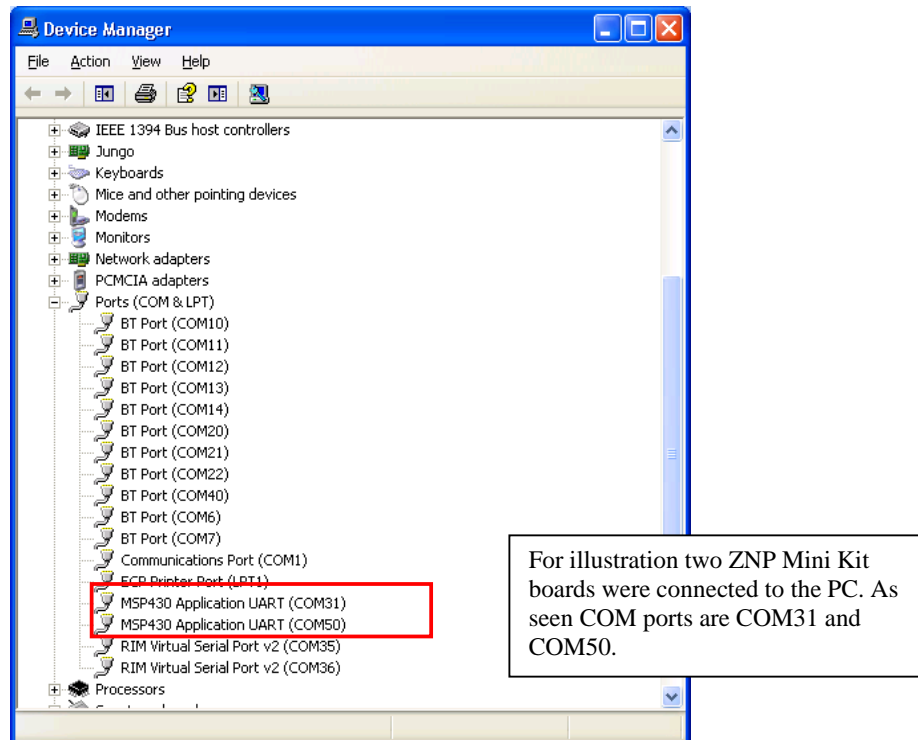 Device Manager
File Action View Help
IEEE 1394 Bus host controllers
Jungo
Keyboards
Mice and other pointing devices
Modems
Monitors
Network adapters
PCMCIA adapters
Ports (COM & LPT)
BT Port (COM10)
BT Port (COM11)
BT Port (COM12)
BT Port (COM13)
BT Port (COM14)
BT Port (COM20)
BT Port (COM21)
BT Port (COM22)
BT Port (COM40)
BT Port (COM6)
BT Port (COM7)
Communications Port (COM1)
ECP Printer Port (LPT1)
MSP430 Application UART (COM31)
MSP430 Application UART (COM50)
RIM Virtual Serial Port v2 (COM35)
RIM Virtual Serial Port v2 (COM36)
Processors
For illustration two ZNP Mini Kit
boards were connected to the PC. As
seen COM ports are COM31 and
COM50.